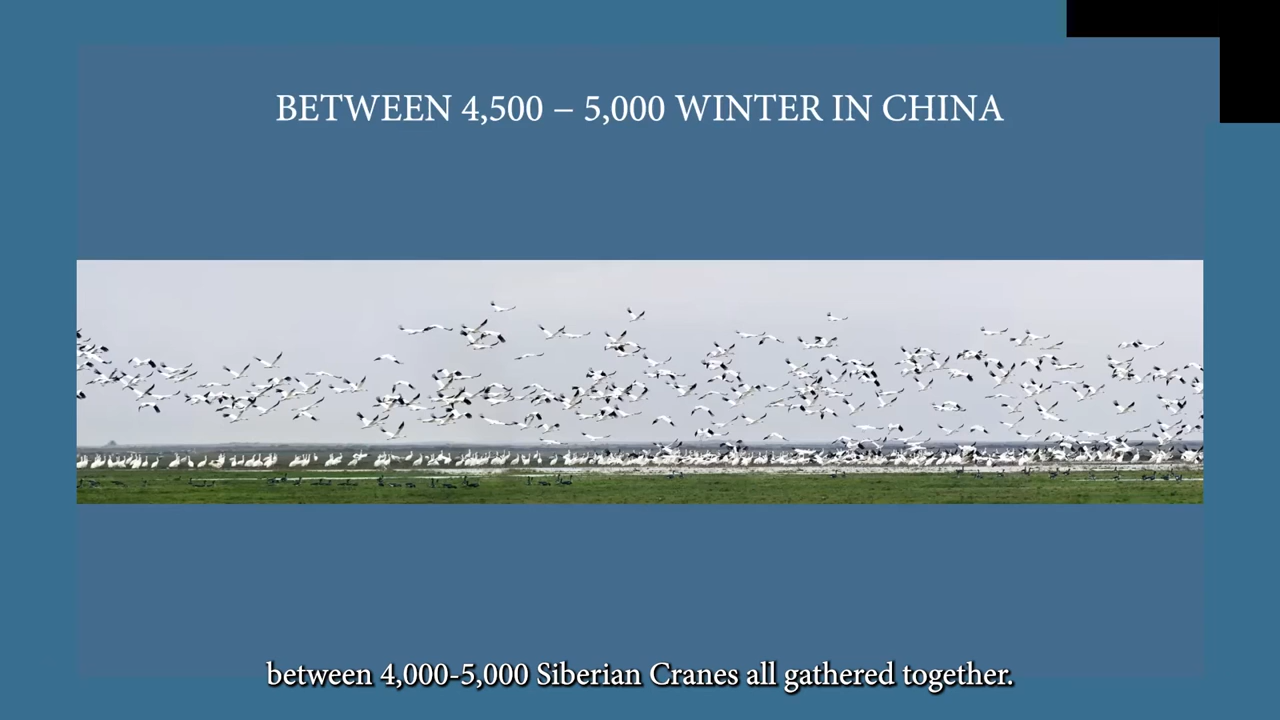 BETWEEN 4,500 – 5,000 WINTER IN CHINA
between 4,000-5,000 Siberian Cranes all gathered together.